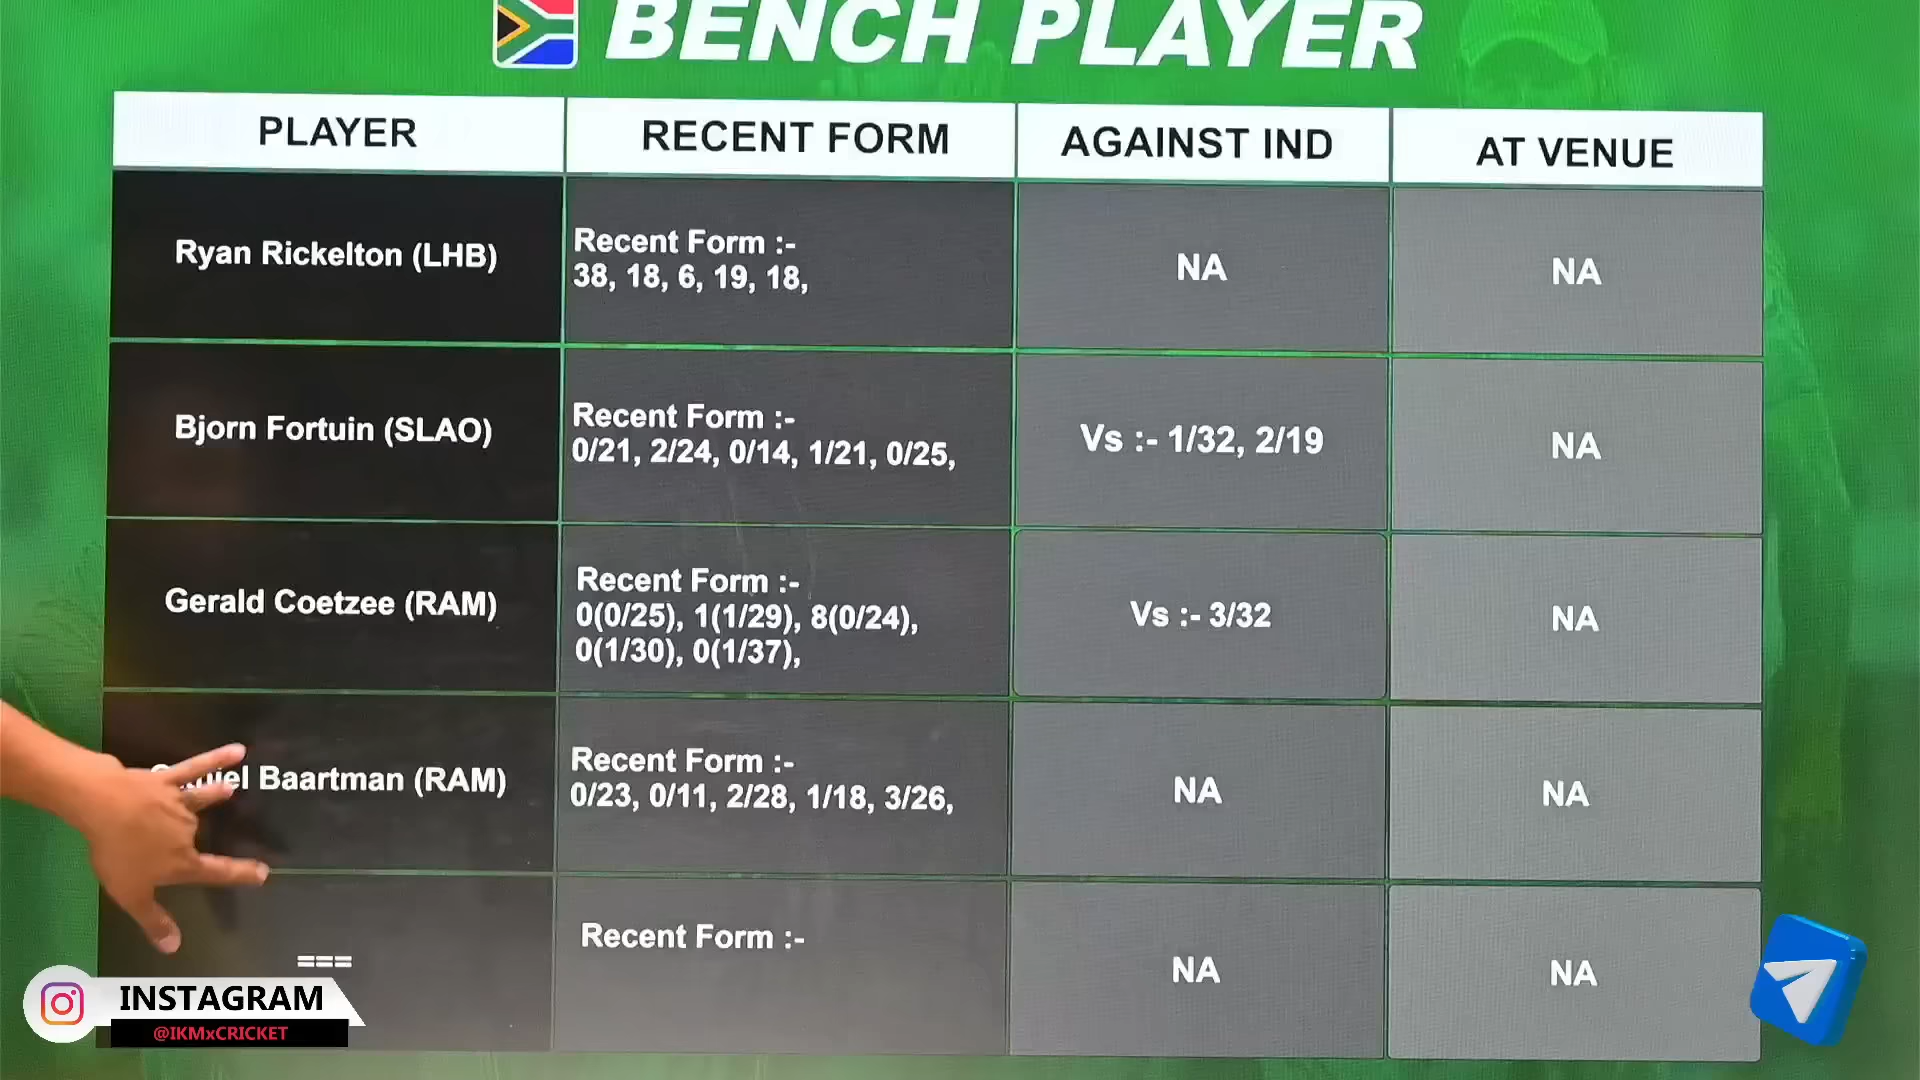 BENCH PLAYER
PLAYER
RECENT FORM
AGAINST IND
AT VENUE
Ryan Rickelton (LHB)
Recent Form :-
38, 18, 6, 19, 18,
NA
NA
Bjorn Fortuin (SLAO)
Recent Form :-
0/21, 2/24, 0/14, 1/21, 0/25,
Vs :- 1/32, 2/19
NA
Gerald Coetzee (RAM)
Recent Form :-
0(0/25), 1(1/29), 8(0/24),
0(1/30), 0(1/37),
Vs :- 3/32
NA
Baartman (RAM)
Recent Form :-
0/23, 0/11, 2/28, 1/18, 3/26,
NA
NA
===
Recent Form :-
NA
NA
INSTAGRAM
@IKMxCRICKET